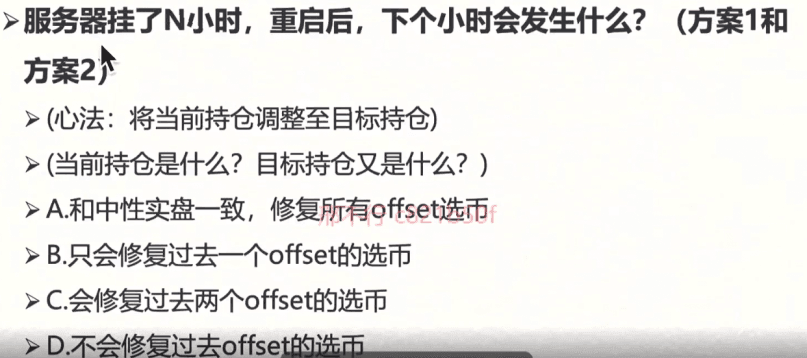 ➢服务器挂了N小时，重启后，下个小时会发生什么？（方案1和
方案2）
➢(心法：将当前持仓调整至目标持仓)
➢(当前持仓是什么？目标持仓又是什么？)
➢A.和中性实盘一致，修复所有offset选币
➢B.只会修复过去一个offset的选币
➢C.会修复过去两个offset的选币
➢D.不会修复过去offset的选币